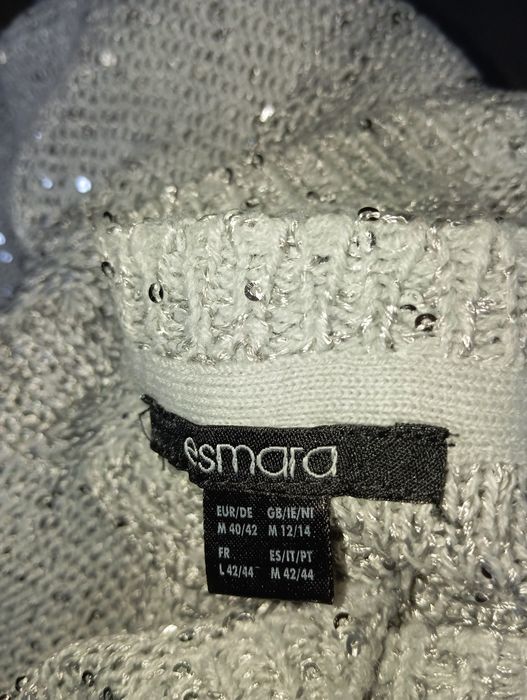 esmara
EUR/DE GB/IE/NI
M 40/42 M 12/14
FR ES/IT/PT
L 42/44 M 42/44